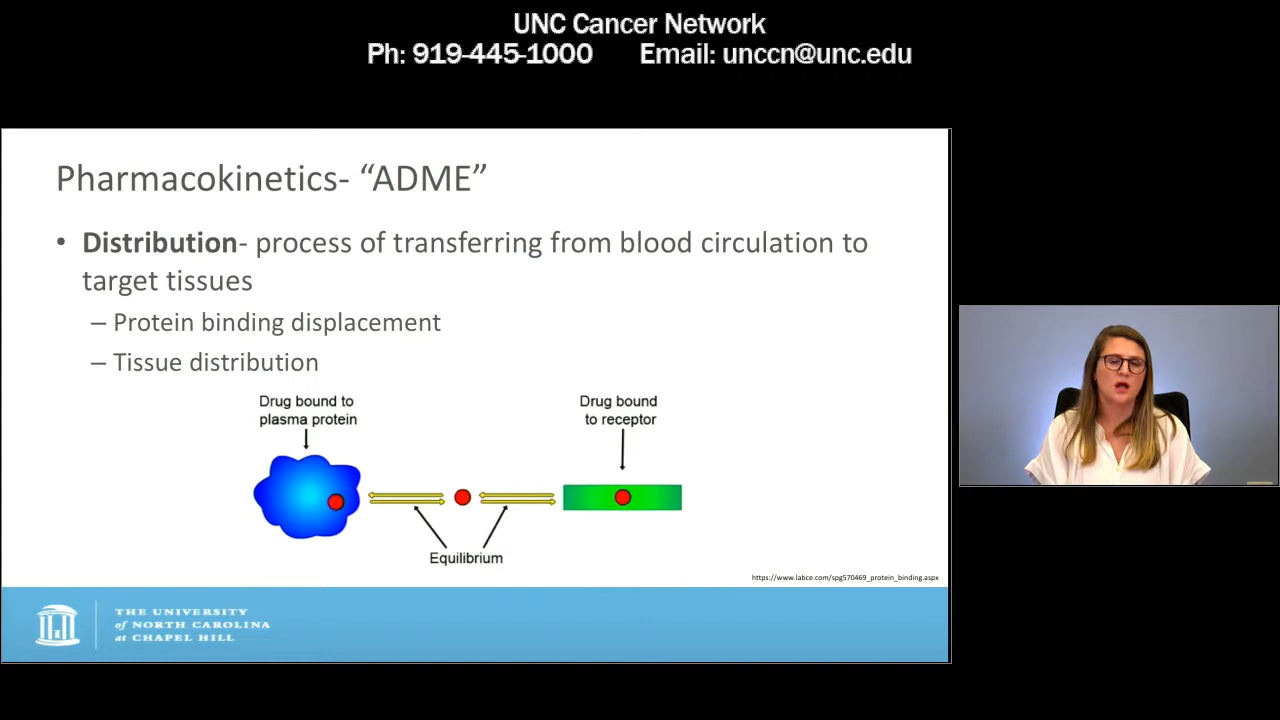 UNC Cancer Network
Ph: 919-445-1000 Email: unccn@unc.edu
Pharmacokinetics- “ADME”
• Distribution- process of transferring from blood circulation to
target tissues
– Protein binding displacement
– Tissue distribution
Drug bound to
plasma protein
Drug bound
to receptor
Equilibrium
https://www.labce.com/spg570469_protein_binding.aspx
THE UNIVERSITY
of NORTH CAROLINA
at CHAPEL HILL